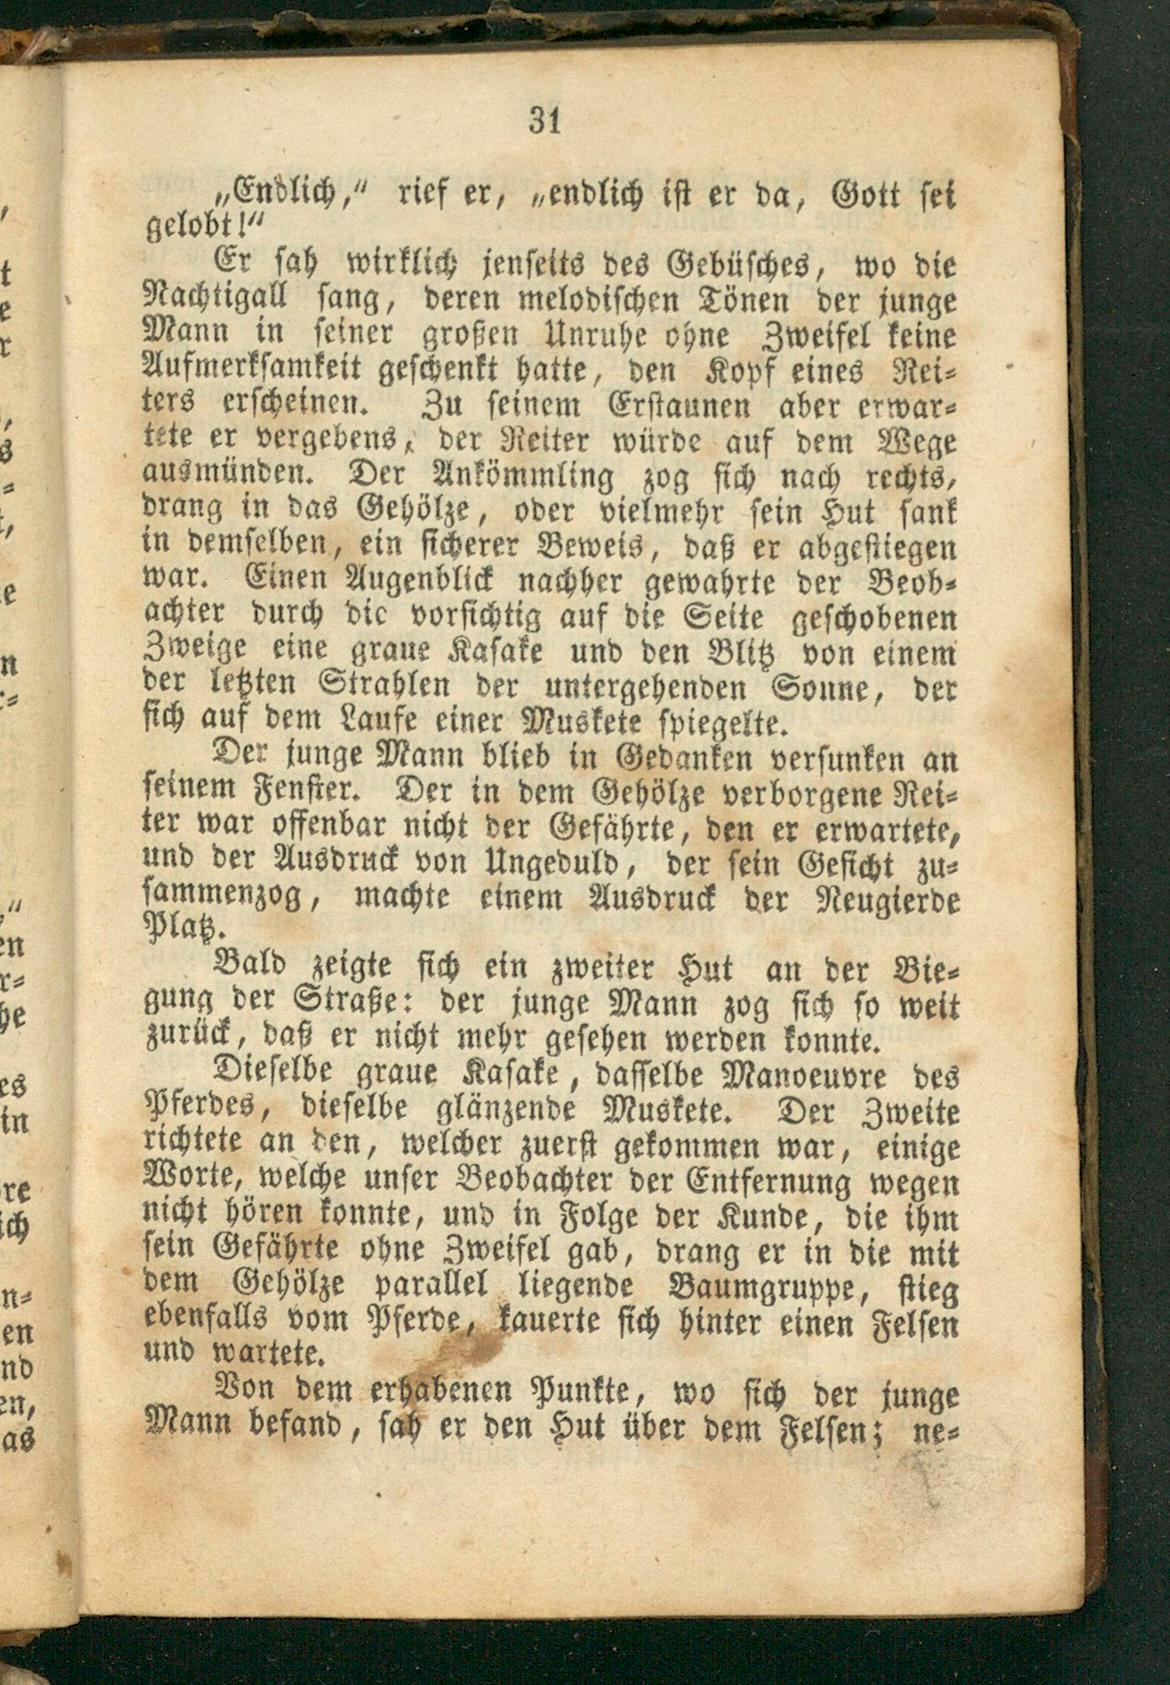 31
„Endlich,“ rief er, „endlich ist er da, Gott sei
gelobt!“
Er sah wirklich jenseits des Gebüsches, wo die
Nachtigall sang, deren melodischen Tönen der junge
Mann in seiner großen Unruhe ohne Zweifel keine
Aufmerksamkeit geschenkt hatte, den Kopf eines Rei-
ters erscheinen. Zu seinem Erstaunen aber erwar-
tete er vergebens, der Reiter würde auf dem Wege
ausmünden. Der Ankömmling zog sich nach rechts,
drang in das Gehölze, oder vielmehr sein Hut sank
in demselben, ein sicherer Beweis, daß er abgestiegen
war. Einen Augenblick nachher gewahrte der Beob-
achter durch die vorsichtig auf die Seite geschobenen
Zweige eine graue Kasake und den Blitz von einem
der letzten Strahlen der untergehenden Sonne, der
sich auf dem Laufe einer Muskete spiegelte.
Der junge Mann blieb in Gedanken versunken an
seinem Fenster. Der in dem Gehölze verborgene Rei-
ter war offenbar nicht der Gefährte, den er erwartete,
und der Ausdruck von Ungeduld, der sein Gesicht zu-
sammenzog, machte einem Ausdruck der Neugierde
Platz.
Bald zeigte sich ein zweiter Hut an der Bie-
gung der Straße: der junge Mann zog sich so weit
zurück, daß er nicht mehr gesehen werden konnte.
Dieselbe graue Kasake, dasselbe Manoeuvre des
Pferdes, dieselbe glänzende Muskete. Der Zweite
richtete an den, welcher zuerst gekommen war, einige
Worte, welche unser Beobachter der Entfernung wegen
nicht hören konnte, und in Folge der Kunde, die ihm
sein Gefährte ohne Zweifel gab, drang er in die mit
dem Gehölze parallel liegende Baumgruppe, stieg
ebenfalls vom Pferde, kauerte sich hinter einen Felsen
und wartete.
Von dem erhabenen Punkte, wo sich der junge
Mann befand, sah er den Hut über dem Felsen; ne-